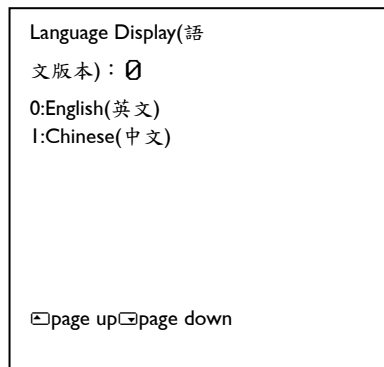 Language Display(語
文版本)：0
0:English(英文)
1:Chinese(中文)
page up page down